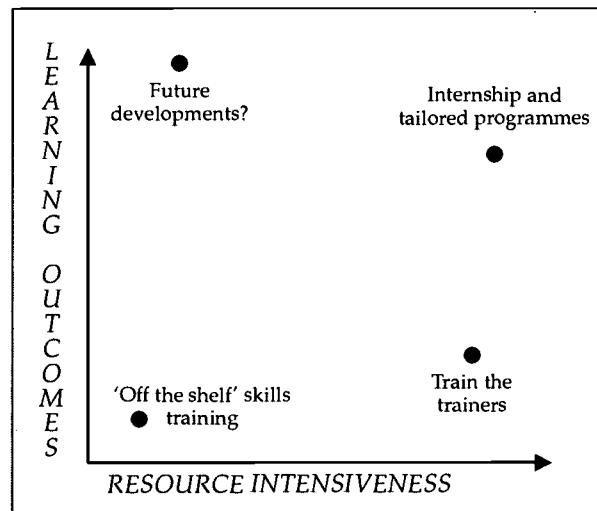 LEARNING OUTCOMES
Future
developments?
Internship and
tailored programmes
'Off the shelf' skills
training
Train the
trainers
RESOURCE INTENSIVENESS